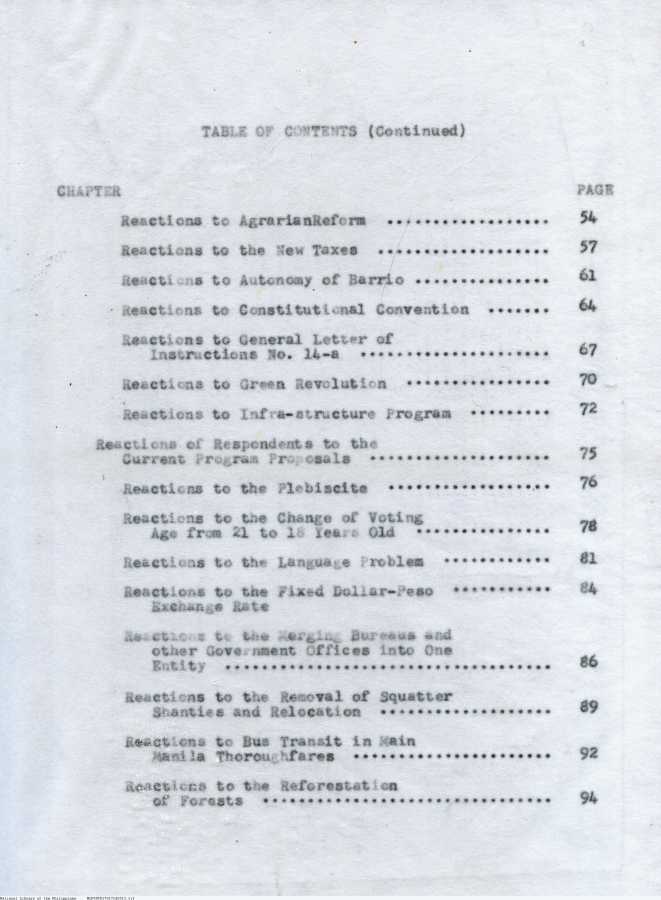 TABLE OF CONTENTS (Continued)
CHAPTER PAGE
Reactions to AgrarianReform .................. 54
Reactions to the New Taxes ................... 57
Reactions to Autonomy of Barrio ............... 61
Reactions to Constitutional Convention ....... 64
Reactions to General Letter of
Instructions No. 14-a ..................... 67
Reactions to Green Revolution ................ 70
Reactions to Infra-structure Program ......... 72
Reactions of Respondents to the
Current Program Proposals .................... 75
Reactions to the Plebiscite .................. 76
Reactions to the Change of Voting
Age from 21 to 18 Years Old ............... 78
Reactions to the Language Problem ............ 81
Reactions to the Fixed Dollar-Peso ........... 84
Exchange Rate
Reactions to the Merging Bureaus and
other Government Offices into One
Entity ................................... 86
Reactions to the Removal of Squatter
Shanties and Relocation ................... 89
Reactions to Bus Transit in Main
Manila Thoroughfares ...................... 92
Reactions to the Reforestation
of Forests ............................... 94
National Library of the Philippines